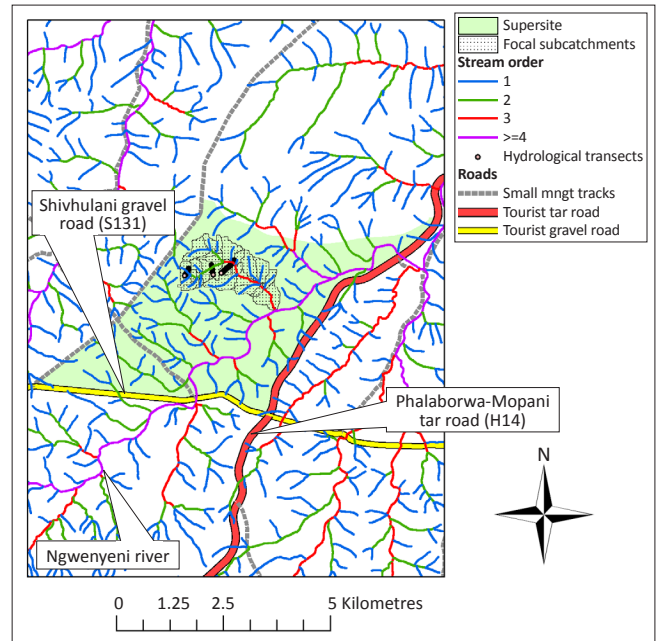 Supersite
Focal subcatchments
Stream order
1
2
3
>=4
Hydrological transects
Roads
Small mngt tracks
Tourist tar road
Tourist gravel road
Shivhulani gravel
road (S131)
Phalaborwa-Mopani
tar road (H14)
Ngwenyeni river
N
0 1.25 2.5 5 Kilometres